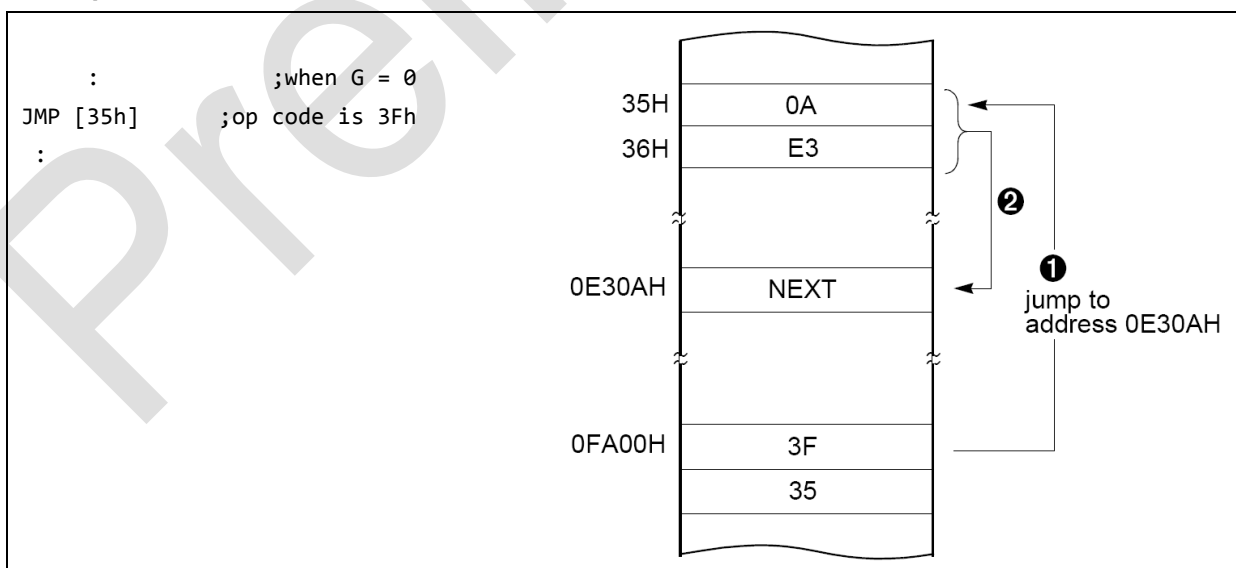 :                    ;when G = 0
JMP [35h]        ;op code is 3Fh
:
35H 0A
36H E3
❷
0E30AH NEXT
❶
jump to
address 0E30AH
0FA00H 3F
35
Prel